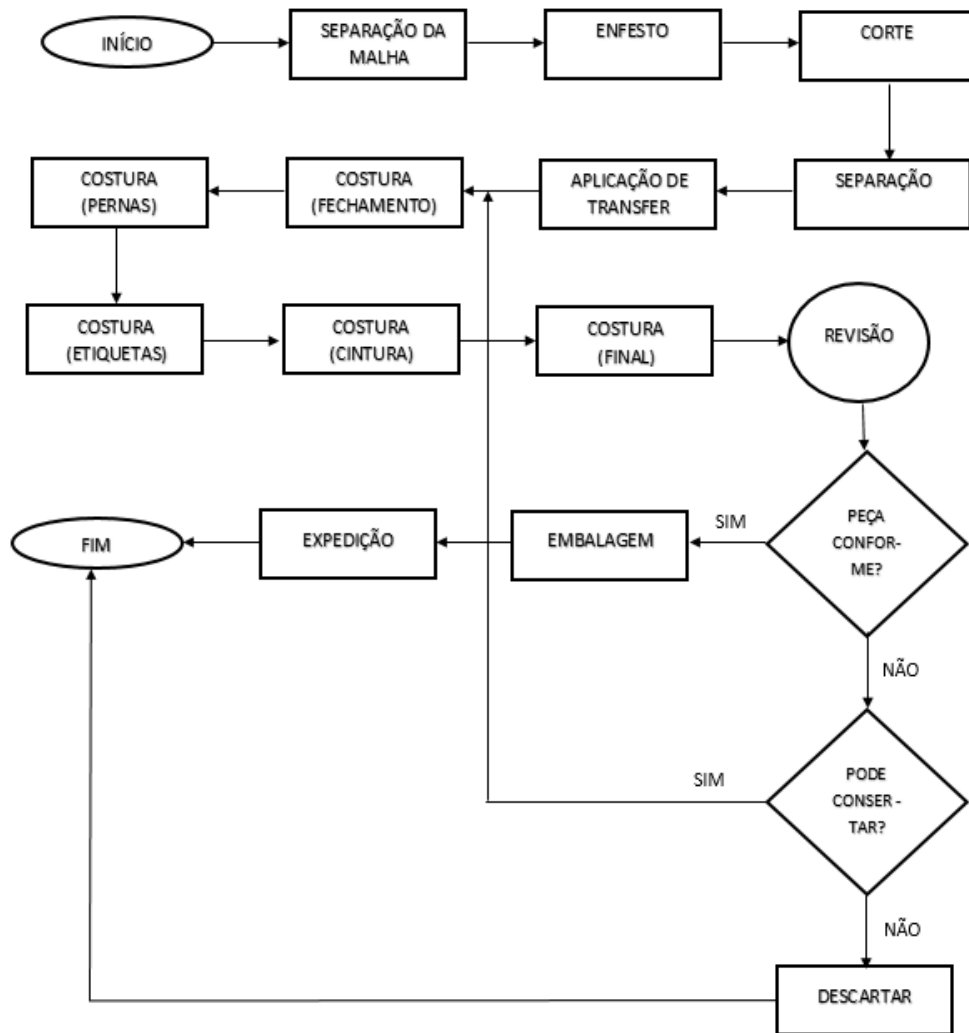 INÍCIO
SEPARAÇÃO DA
MALHA
ENFESTO
CORTE
SEPARAÇÃO
APLICAÇÃO DE
TRANSFER
COSTURA
(FECHAMENTO)
COSTURA
(PERNAS)
COSTURA
(ETIQUETAS)
COSTURA
(CINTURA)
COSTURA
(FINAL)
REVISÃO
PEÇA
CONFOR-
ME?
SIM
EMBALAGEM
EXPEDIÇÃO
FIM
NÃO
PODE
CONSER -
TAR?
SIM
NÃO
DESCARTAR